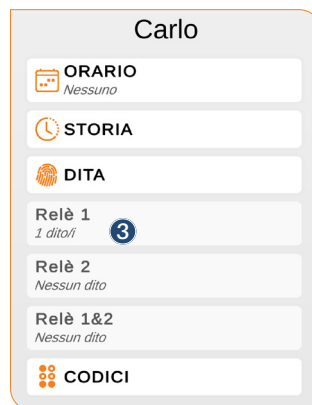 Carlo
ORARIO
Nessuno
STORIA
DITA
Relè 1
1 dito/i
3
Relè 2
Nessun dito
Relè 1&2
Nessun dito
CODICI